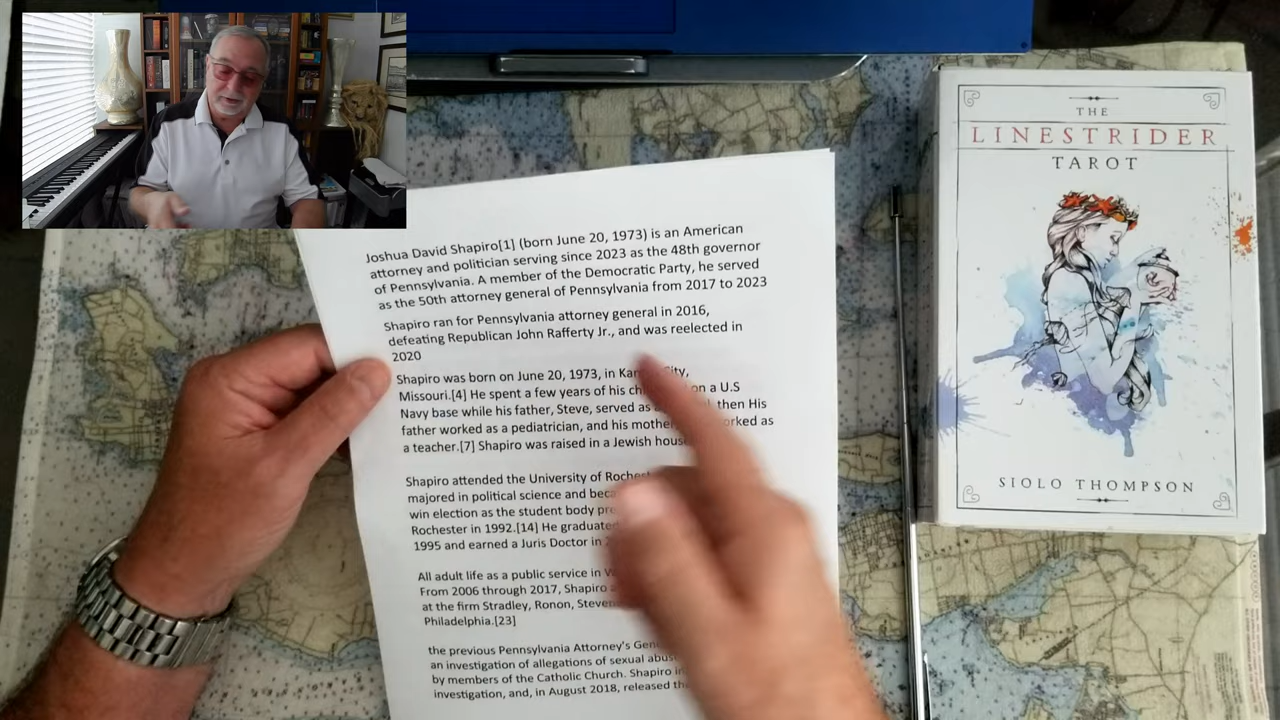 Joshua David Shapiro[1] (born June 20, 1973) is an American
attorney and politician serving since 2023 as the 48th governor
of Pennsylvania. A member of the Democratic Party, he served
as the 50th attorney general of Pennsylvania from 2017 to 2023
Shapiro ran for Pennsylvania attorney general in 2016,
defeating Republican John Rafferty Jr., and was reelected in
2020
Shapiro was born on June 20, 1973, in City,
Missouri.[4] He spent a few years of his on a U.S
Navy base while his father, Steve, served as then His
father worked as a pediatrician, and his worked as
a teacher.[7] Shapiro was raised in a Jewish
Shapiro attended the University of
majored in political science and
win election as the student body
Rochester in 1992.[14] He graduated
1995 and earned a Juris Doctor in
All adult life as a public service in
From 2006 through 2017, Shapiro
at the firm Stradley, Ronon,
Philadelphia.[23]
the previous Pennsylvania Attorney's
an investigation of allegations of sexual
by members of the Catholic Church. Shapiro
investigation, and, in August 2018, released
THE
LINESTRIDER
TAROT
SIOLO THOMPSON